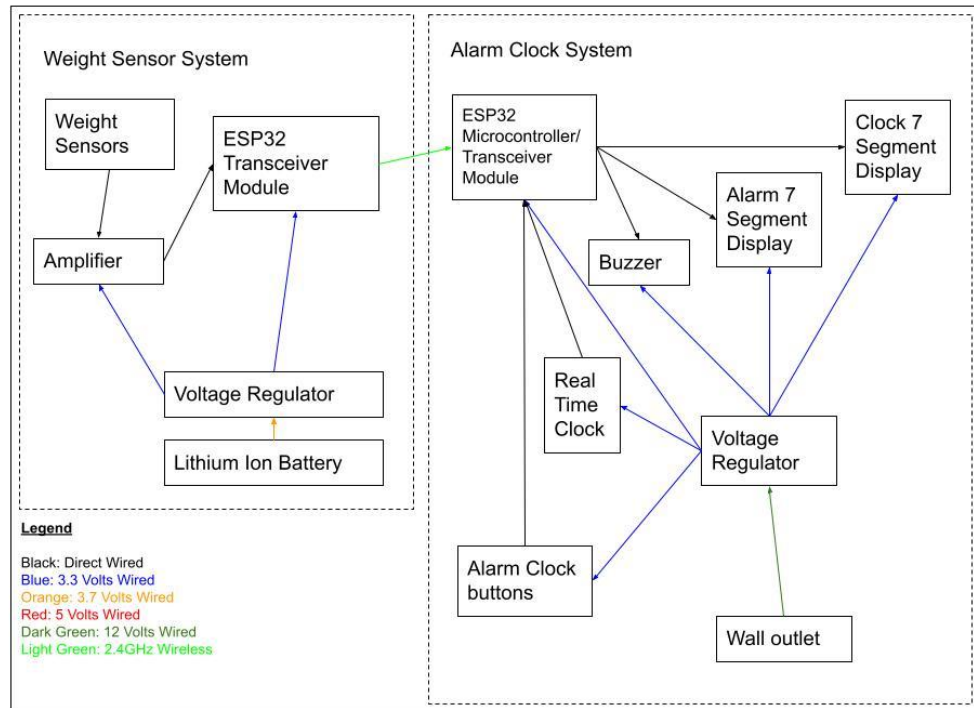 Weight Sensor System
Weight
Sensors
ESP32
Transceiver
Module
Amplifier
Voltage Regulator
Lithium Ion Battery
Alarm Clock System
ESP32
Microcontroller/
Transceiver
Module
Clock 7
Segment
Display
Alarm 7
Segment
Display
Buzzer
Real
Time
Clock
Voltage
Regulator
Alarm Clock
buttons
Wall outlet
Legend
Black: Direct Wired
Blue: 3.3 Volts Wired
Orange: 3.7 Volts Wired
Red: 5 Volts Wired
Dark Green: 12 Volts Wired
Light Green: 2.4GHz Wireless